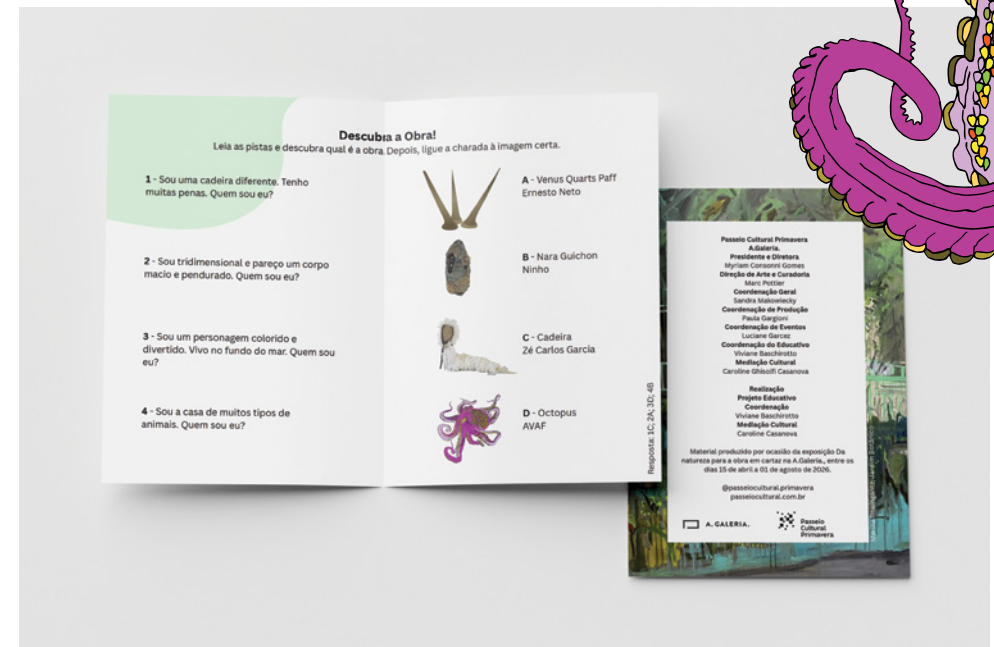 Descubra a Obra!
Leia as pistas e descubra qual é a obra. Depois, ligue a charada à imagem certa.
1 - Sou uma cadeira diferente. Tenho
muitas penas. Quem sou eu?
2 - Sou tridimensional e pareço um corpo
macio e pendurado. Quem sou eu?
3 - Sou um personagem colorido e
divertido. Vivo no fundo do mar. Quem sou
eu?
4 - Sou a casa de muitos tipos de
animais. Quem sou eu?
A - Venus Quarts Paff
Ernesto Neto
B - Nara Guichon
Ninho
C - Cadeira
Zé Carlos Garcia
D - Octopus
AVAF
Resposta: 1C; 2A; 3D; 4B
Passeio Cultural Primavera
A.Galeria.
Presidente e Diretora
Myriam Consonni Gomes
Direção de Arte e Curadoria
Marc Pottier
Coordenação Geral
Sandra Makowiecky
Coordenação de Produção
Paula Gargioni
Coordenação de Eventos
Luciane Garcez
Coordenação do Educativo
Viviane Baschirotto
Mediação Cultural
Caroline Ghisolfi Casanova
Realização
Projeto Educativo
Coordenação
Viviane Baschirotto
Mediação Cultural
Caroline Casanova
Material produzido por ocasião da exposição Da
natureza para a obra em cartaz na A.Galeria., entre os
dias 15 de abril a 01 de agosto de 2026.
@passeiocultural.primavera
passeiocultural.com.br
A. GALERIA.
Passeio
Cultural
Primavera
Jardim Botânico